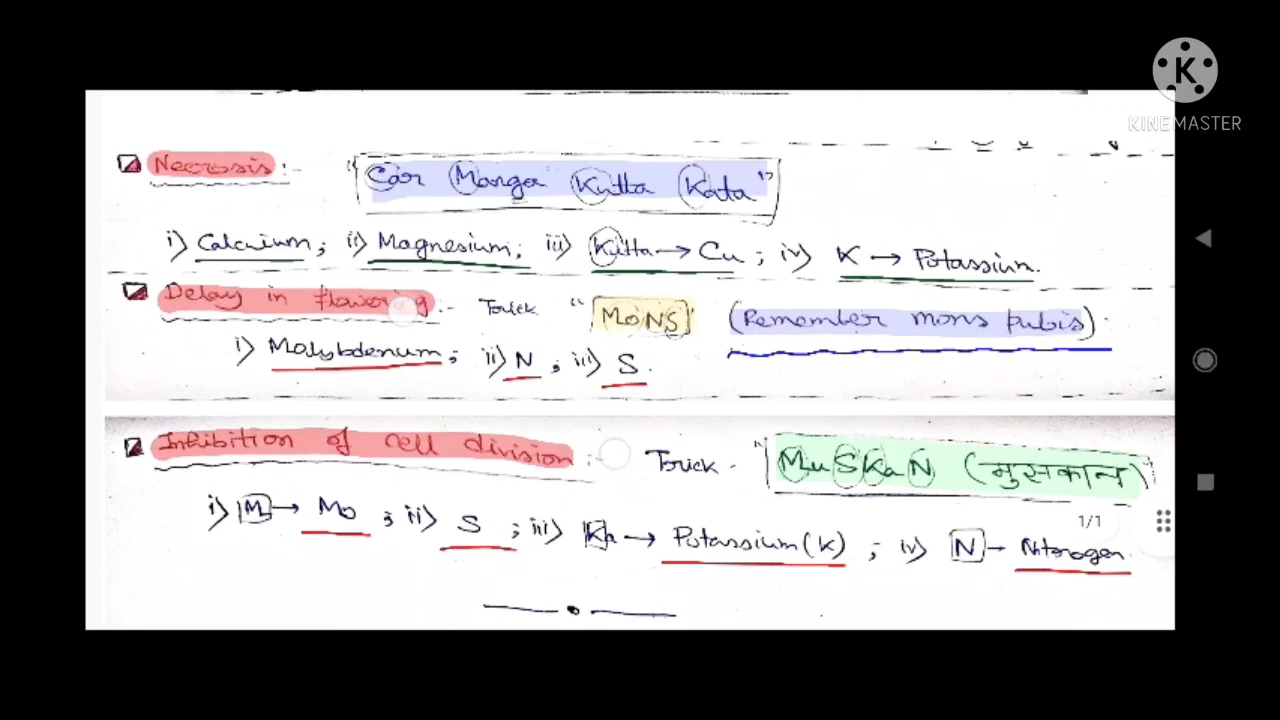 KINEMASTER
Necrosis :- "Car Manga Kutta Kata"
i) Calcium ; ii) Magnesium ; iii) Kutta → Cu ; iv) K → Potassium.
Delay in flowering :- Trick "MoNS" (Remember mons pubis).
i) Molybdenum ; ii) N ; iii) S.
Inhibition of cell division :- Trick - "MuSKaN (मुसकान)"
i) M → Mo ; ii) S ; iii) Ka → Potassium (K) ; iv) N → Nitrogen.
1/1